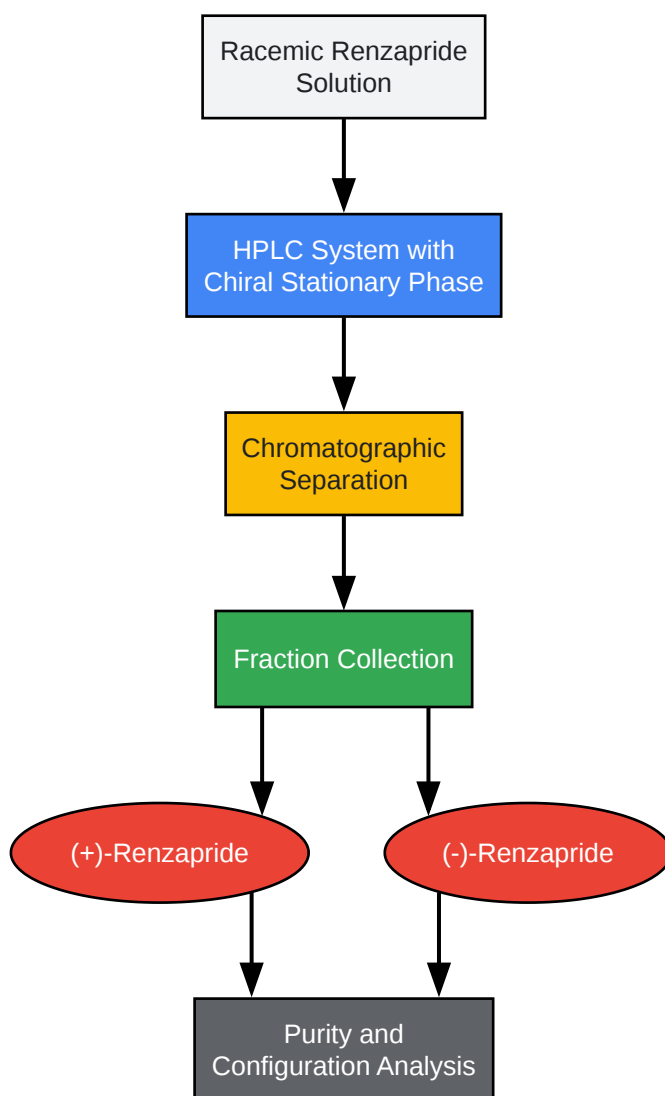 Racemic Renzapride
Solution
HPLC System with
Chiral Stationary Phase
Chromatographic
Separation
Fraction Collection
(+)-Renzapride
(-)-Renzapride
Purity and
Configuration Analysis